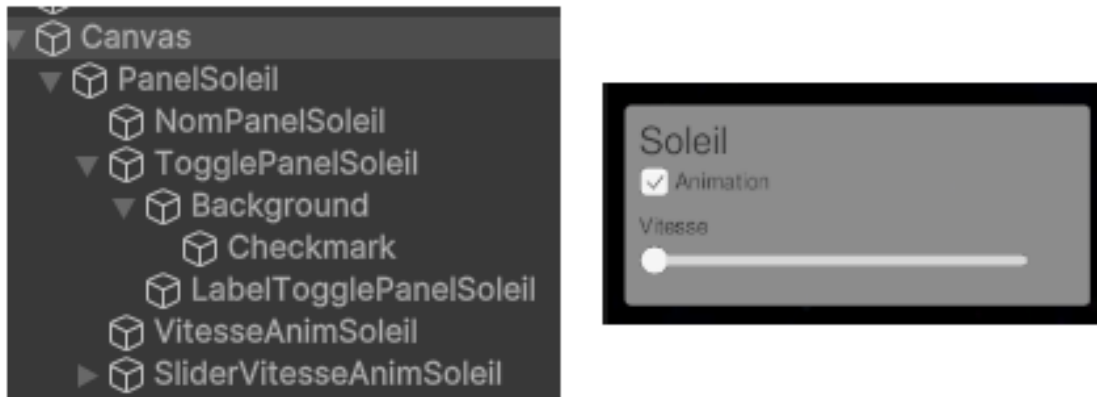 Canvas
PanelSoleil
NomPanelSoleil
TogglePanelSoleil
Background
Checkmark
LabelTogglePanelSoleil
VitesseAnimSoleil
SliderVitesseAnimSoleil
Soleil
Animation
Vitesse